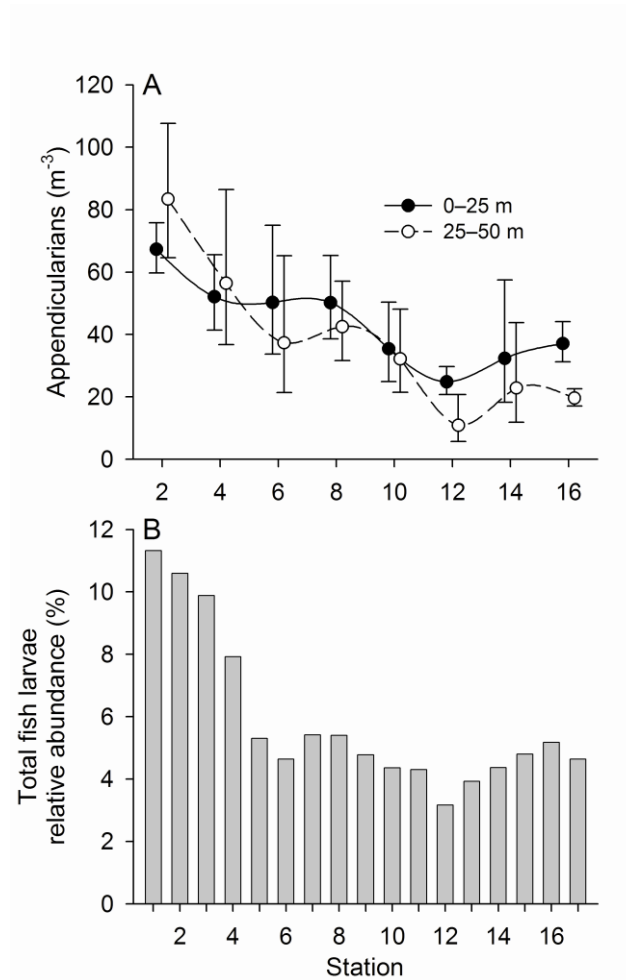 A
120
100
80
60
40
20
0
Appendicularians (m⁻³)
0–25 m
25–50 m
2 4 6 8 10 12 14 16
B
12
10
8
6
4
2
0
Total fish larvae
relative abundance (%)
2 4 6 8 10 12 14 16
Station